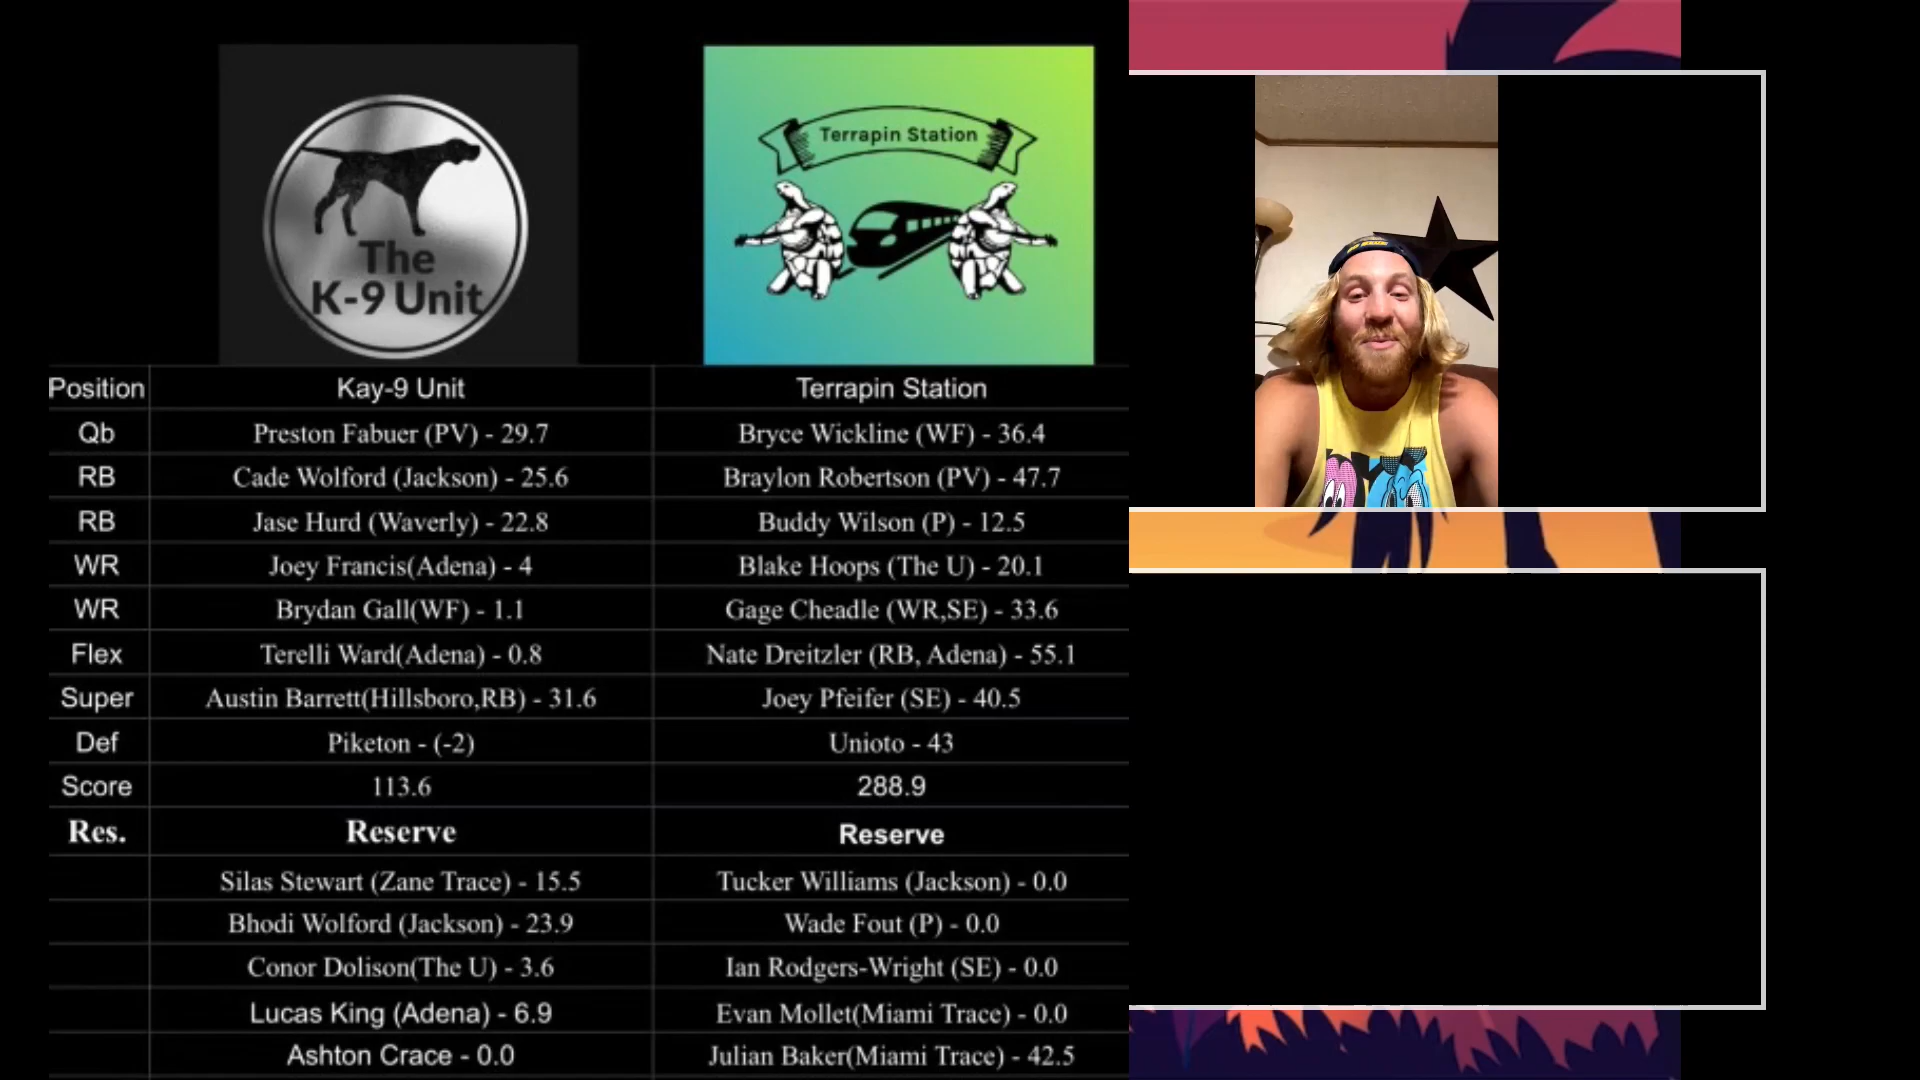 The
K-9 Unit
Terrapin Station
Position Kay-9 Unit Terrapin Station
Qb Preston Fabuer (PV) - 29.7 Bryce Wickline (WF) - 36.4
RB Cade Wolford (Jackson) - 25.6 Braylon Robertson (PV) - 47.7
RB Jase Hurd (Waverly) - 22.8 Buddy Wilson (P) - 12.5
WR Joey Francis(Adena) - 4 Blake Hoops (The U) - 20.1
WR Brydan Gall(WF) - 1.1 Gage Cheadle (WR,SE) - 33.6
Flex Terelli Ward(Adena) - 0.8 Nate Dreitzler (RB, Adena) - 55.1
Super Austin Barrett(Hillsboro,RB) - 31.6 Joey Pfeifer (SE) - 40.5
Def Piketon - (-2) Unioto - 43
Score 113.6 288.9
Res. Reserve Reserve
Silas Stewart (Zane Trace) - 15.5 Tucker Williams (Jackson) - 0.0
Bhodi Wolford (Jackson) - 23.9 Wade Fout (P) - 0.0
Conor Dolison(The U) - 3.6 Ian Rodgers-Wright (SE) - 0.0
Lucas King (Adena) - 6.9 Evan Mollet(Miami Trace) - 0.0
Ashton Crace - 0.0 Julian Baker(Miami Trace) - 42.5